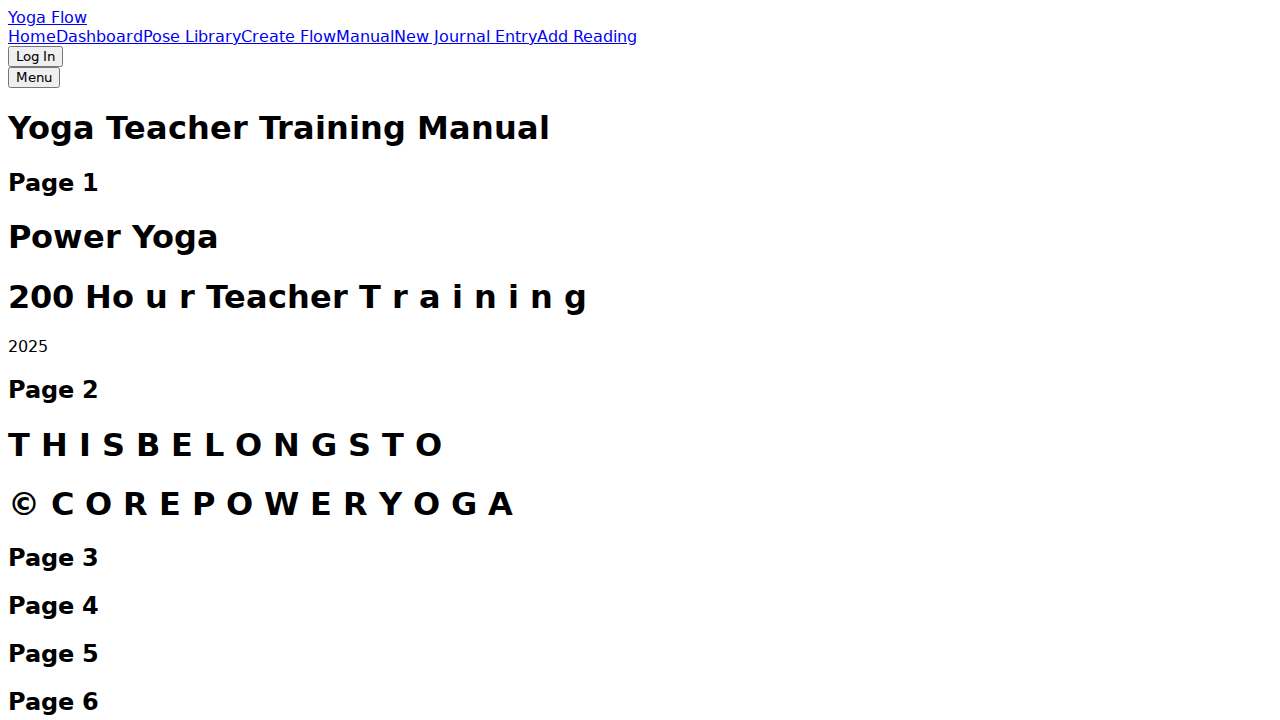 Yoga Flow
HomeDashboardPose LibraryCreate FlowManualNew Journal EntryAdd Reading
Log In
Menu
Yoga Teacher Training Manual
Page 1
Power Yoga
200 Ho u r Teacher T r a i n i n g
2025
Page 2
T H I S B E L O N G S T O
© C O R E P O W E R Y O G A
Page 3
Page 4
Page 5
Page 6